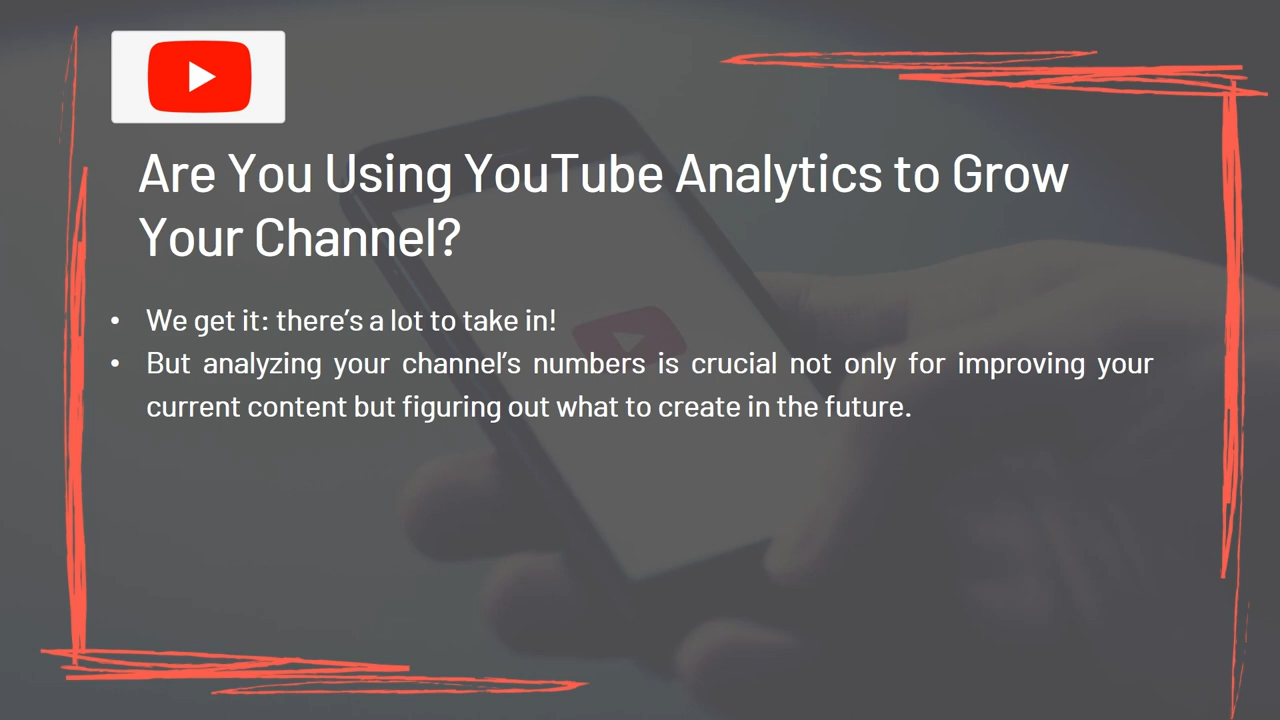 Are You Using YouTube Analytics to Grow
Your Channel?
• We get it: there’s a lot to take in!
• But analyzing your channel’s numbers is crucial not only for improving your
current content but figuring out what to create in the future.